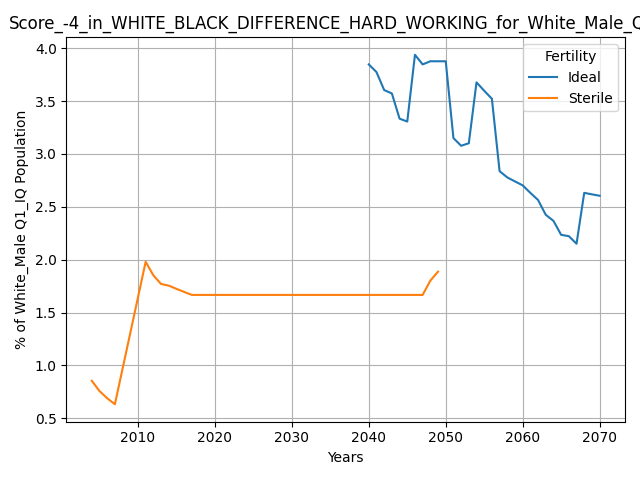 Score_-4_in_WHITE_BLACK_DIFFERENCE_HARD_WORKING_for_White_Male_Q
Fertility
Ideal
Sterile
% of White_Male Q1_IQ Population
4.0
3.5
3.0
2.5
2.0
1.5
1.0
0.5
2010 2020 2030 2040 2050 2060 2070
Years